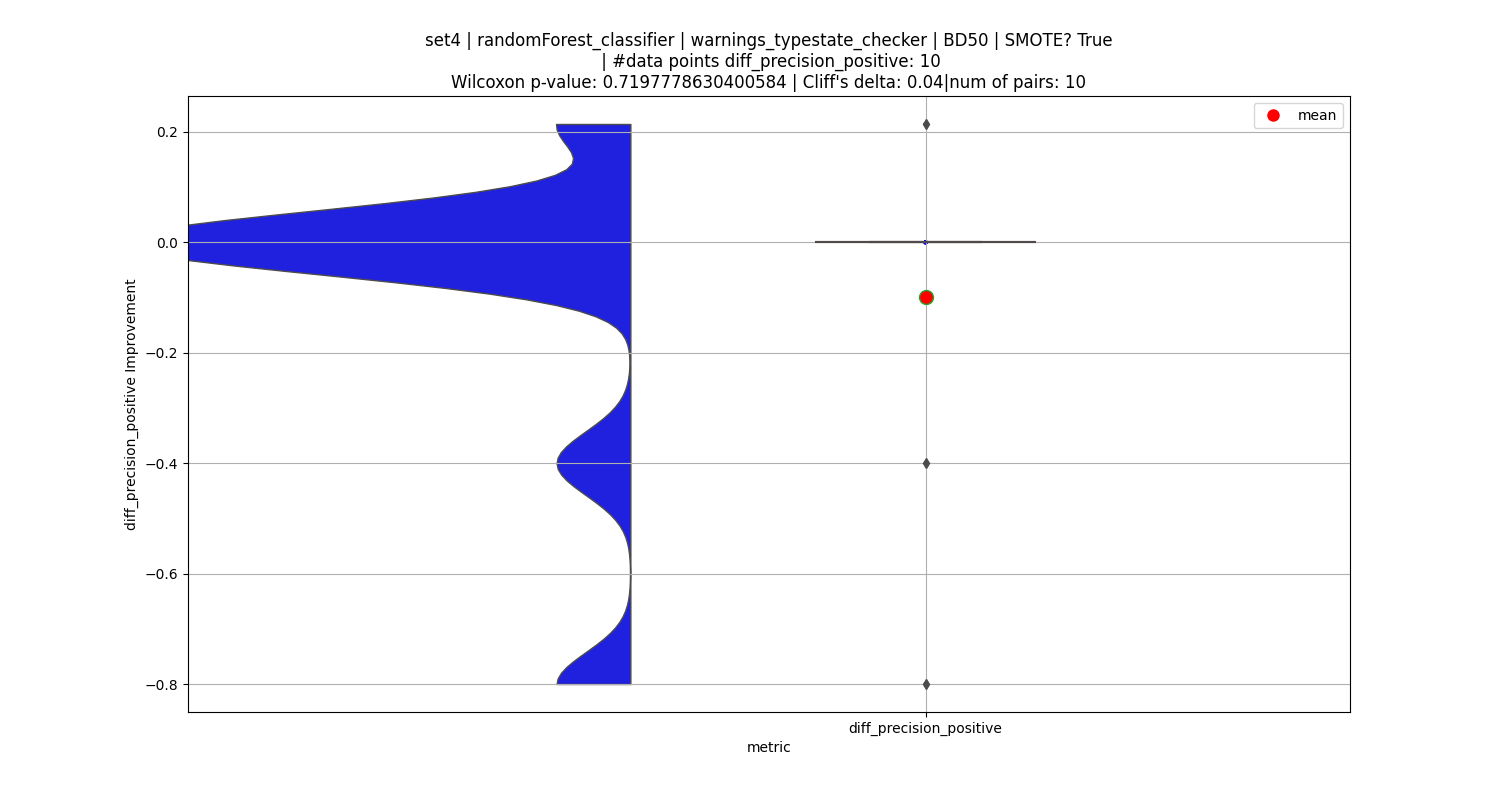 set4 | randomForest_classifier | warnings_typestate_checker | BD50 | SMOTE? True
| #data points diff_precision_positive: 10
Wilcoxon p-value: 0.7197778630400584 | Cliff's delta: 0.04|num of pairs: 10
mean
0.2
0.0
−0.2
−0.4
−0.6
−0.8
diff_precision_positive Improvement
diff_precision_positive
metric